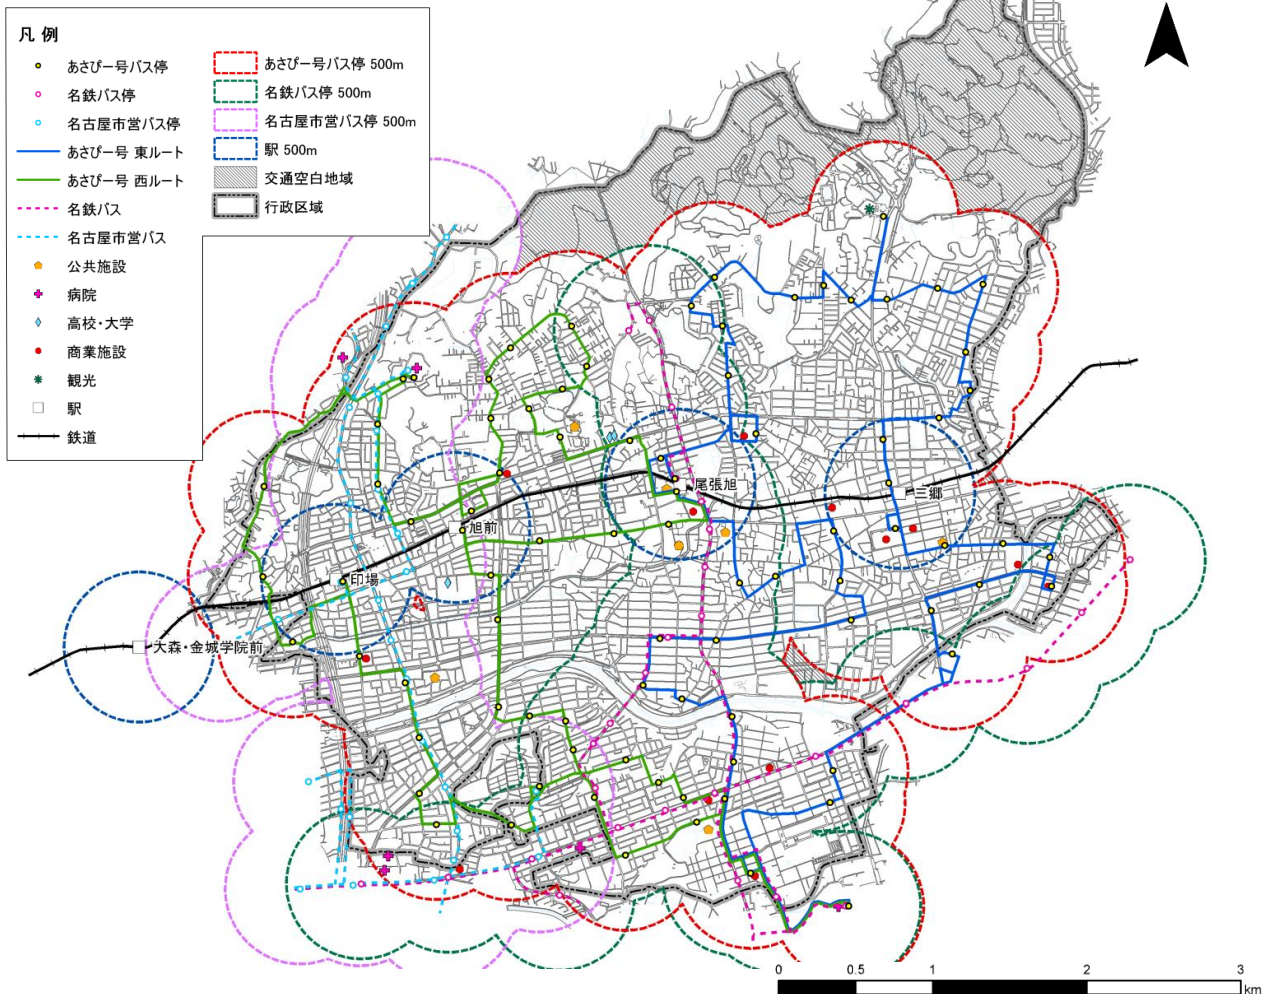 凡 例
あさぴー号バス停
名鉄バス停
名古屋市営バス停
あさぴー号 東ルート
あさぴー号 西ルート
名鉄バス
名古屋市営バス
公共施設
病院
高校・大学
商業施設
観光
駅
鉄道
あさぴー号バス停 500m
名鉄バス停 500m
名古屋市営バス停 500m
駅 500m
交通空白地域
行政区域
尾張旭
三郷
旭前
印場
大森・金城学院前
0 0.5 1 2 3
km